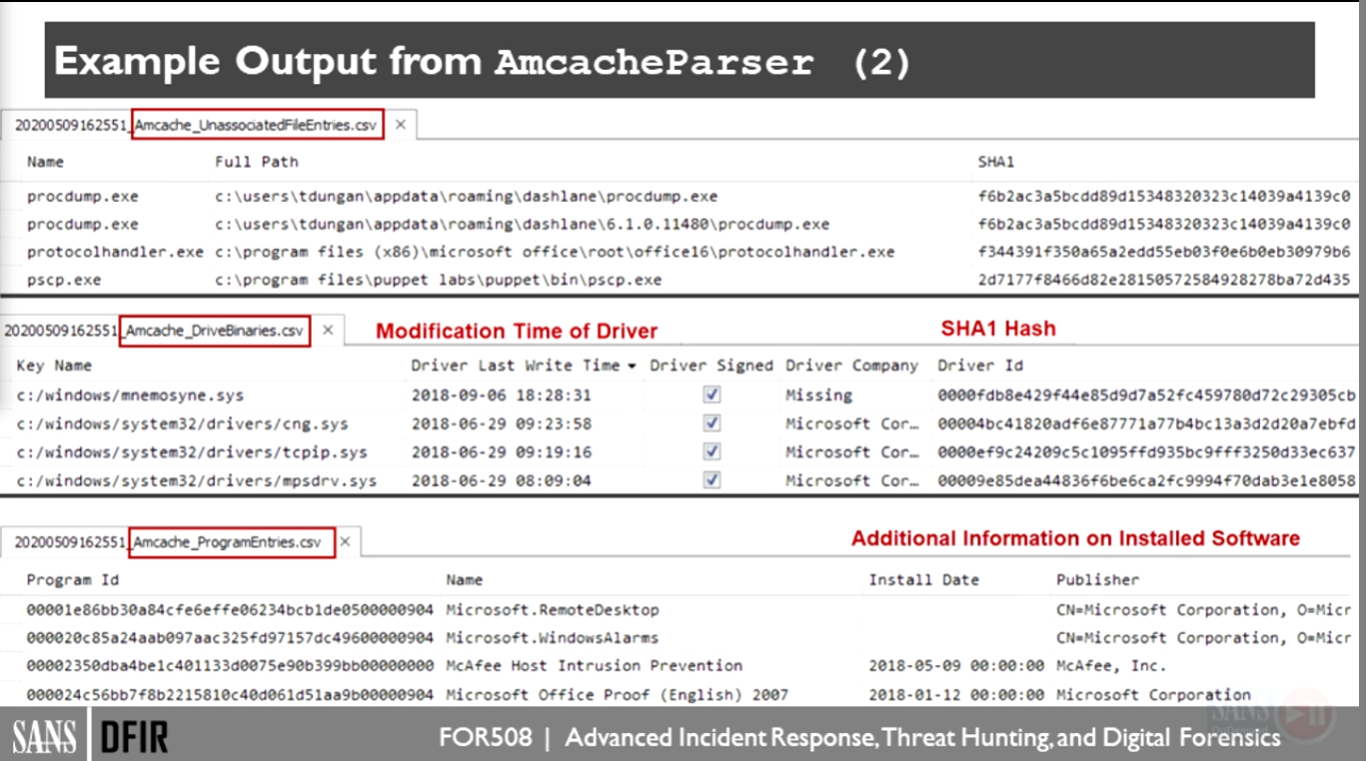 Example Output from AmcacheParser (2)
20200509162551_Amcache_UnassociatedFileEntries.csv ×
Name Full Path SHA1
procdump.exe c:\users\tdungan\appdata\roaming\dashlane\procdump.exe f6b2ac3a5bcdd89d15348320323c14039a4139c0
procdump.exe c:\users\tdungan\appdata\roaming\dashlane\6.1.0.11480\procdump.exe f6b2ac3a5bcdd89d15348320323c14039a4139c0
protocolhandler.exe c:\program files (x86)\microsoft office\root\office16\protocolhandler.exe f344391f350a65a2edd55eb03f0e6b0eb30979b6
pscp.exe c:\program files\puppet labs\puppet\bin\pscp.exe 2d7177f8466d82e28150572584928278ba72d435
20200509162551_Amcache_DriveBinaries.csv × Modification Time of Driver SHA1 Hash
Key Name Driver Last Write Time Driver Signed Driver Company Driver Id
c:/windows/mnemosyne.sys 2018-09-06 18:28:31 Missing 0000fdb8e429f44e85d9d7a52fc459780d72c29305cb
c:/windows/system32/drivers/cng.sys 2018-06-29 09:23:58 Microsoft Cor… 00004bc41820adf6e87771a77b4bc13a3d2d20a7ebfd
c:/windows/system32/drivers/tcpip.sys 2018-06-29 09:19:16 Microsoft Cor… 0000ef9c24209c5c1095ffd935bc9fff3250d33ec637
c:/windows/system32/drivers/mpsdrv.sys 2018-06-29 08:09:04 Microsoft Cor… 00009e85dea44836f6be6ca2fc9994f70dab3e1e8058
20200509162551_Amcache_ProgramEntries.csv × Additional Information on Installed Software
Program Id Name Install Date Publisher
00001e86bb30a84cfe6effe06234bcb1de0500000904 Microsoft.RemoteDesktop CN=Microsoft Corporation, O=Micr
000020c85a24aab097aac325fd97157dc49600000904 Microsoft.WindowsAlarms CN=Microsoft Corporation, O=Micr
00002350dba4be1c401133d0075e90b399bb00000000 McAfee Host Intrusion Prevention 2018-05-09 00:00:00 McAfee, Inc.
000024c56bb7f8b2215810c40d061d51aa9b00000904 Microsoft Office Proof (English) 2007 2018-01-12 00:00:00 Microsoft Corporation
SANS DFIR FOR508 | Advanced Incident Response, Threat Hunting, and Digital Forensics